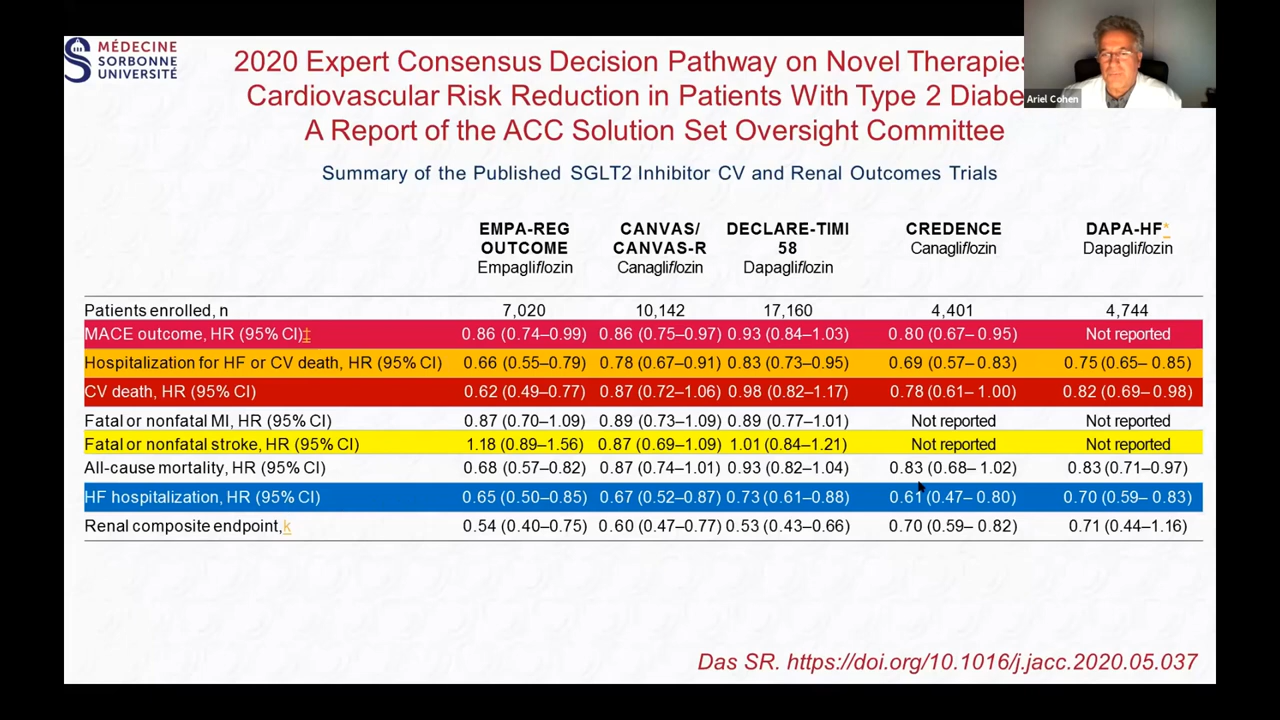 MÉDECINE
SORBONNE
UNIVERSITÉ
2020 Expert Consensus Decision Pathway on Novel Therapies
Cardiovascular Risk Reduction in Patients With Type 2 Diabe
A Report of the ACC Solution Set Oversight Committee
Ariel Cohen
Summary of the Published SGLT2 Inhibitor CV and Renal Outcomes Trials
EMPA-REG OUTCOME Empagliflozin
CANVAS/ CANVAS-R Canagliflozin
DECLARE-TIMI 58 Dapagliflozin
CREDENCE Canagliflozin
DAPA-HF* Dapagliflozin
Patients enrolled, n 7,020 10,142 17,160 4,401 4,744
MACE outcome, HR (95% CI)‡ 0.86 (0.74–0.99) 0.86 (0.75–0.97) 0.93 (0.84–1.03) 0.80 (0.67– 0.95) Not reported
Hospitalization for HF or CV death, HR (95% CI) 0.66 (0.55–0.79) 0.78 (0.67–0.91) 0.83 (0.73–0.95) 0.69 (0.57– 0.83) 0.75 (0.65– 0.85)
CV death, HR (95% CI) 0.62 (0.49–0.77) 0.87 (0.72–1.06) 0.98 (0.82–1.17) 0.78 (0.61– 1.00) 0.82 (0.69–0.98)
Fatal or nonfatal MI, HR (95% CI) 0.87 (0.70–1.09) 0.89 (0.73–1.09) 0.89 (0.77–1.01) Not reported Not reported
Fatal or nonfatal stroke, HR (95% CI) 1.18 (0.89–1.56) 0.87 (0.69–1.09) 1.01 (0.84–1.21) Not reported Not reported
All-cause mortality, HR (95% CI) 0.68 (0.57–0.82) 0.87 (0.74–1.01) 0.93 (0.82–1.04) 0.83 (0.68– 1.02) 0.83 (0.71–0.97)
HF hospitalization, HR (95% CI) 0.65 (0.50–0.85) 0.67 (0.52–0.87) 0.73 (0.61–0.88) 0.61 (0.47– 0.80) 0.70 (0.59– 0.83)
Renal composite endpoint,k 0.54 (0.40–0.75) 0.60 (0.47–0.77) 0.53 (0.43–0.66) 0.70 (0.59– 0.82) 0.71 (0.44–1.16)
Das SR. https://doi.org/10.1016/j.jacc.2020.05.037